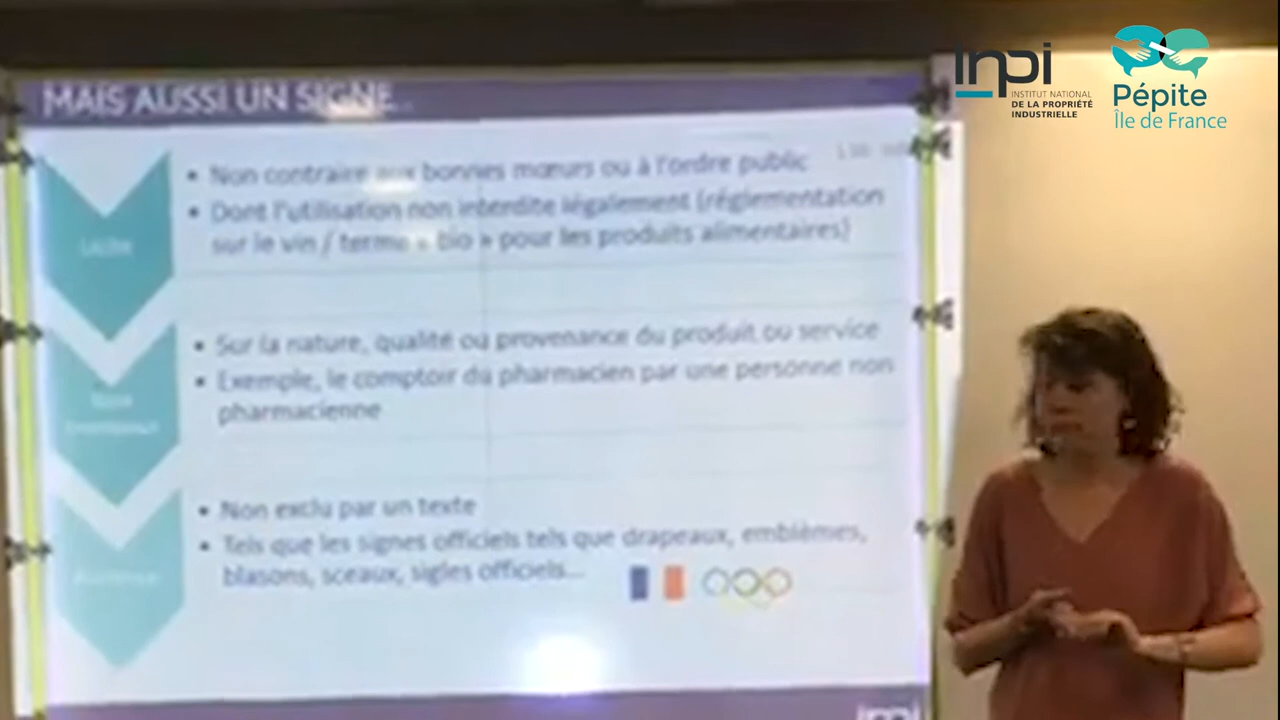 inpi
INSTITUT NATIONAL
DE LA PROPRIÉTÉ
INDUSTRIELLE
Pépite
Île de France
MAIS AUSSI UN SIGNE...
Licite
• Non contraire aux bonnes mœurs ou à l'ordre public
• Dont l'utilisation non interdite légalement (réglementation
sur le vin / terme « bio » pour les produits alimentaires)
Non
• Sur la nature, qualité ou provenance du produit ou service
• Exemple, le comptoir du pharmacien par une personne non
pharmacienne
• Non exclu par un texte
• Tels que les signes officiels tels que drapeaux, emblèmes,
blasons, sceaux, sigles officiels...
inpi